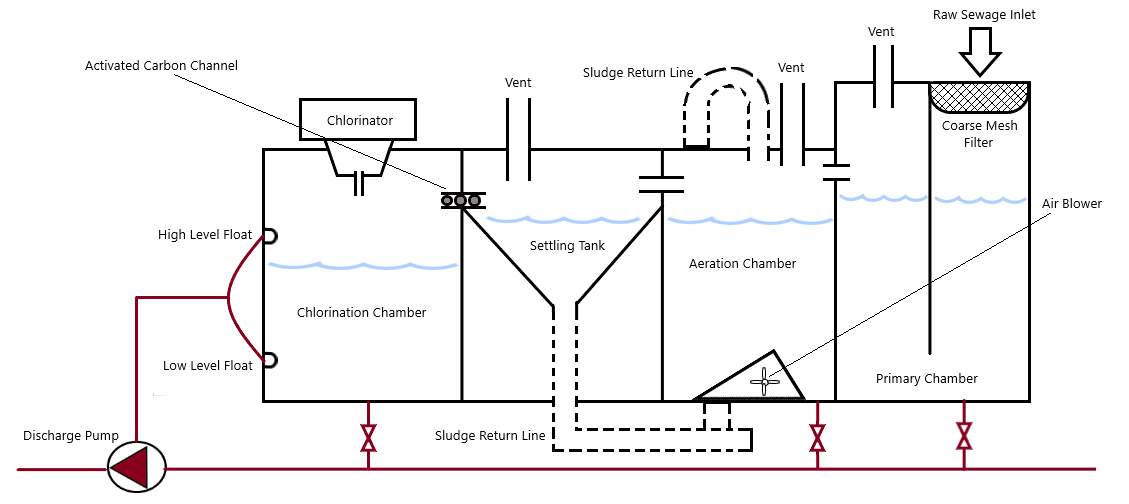 Raw Sewage Inlet
Vent
Activated Carbon Channel
Sludge Return Line
Vent
Vent
Chlorinator
Coarse Mesh
Filter
Air Blower
High Level Float
Settling Tank
Aeration Chamber
Chlorination Chamber
Low Level Float
Primary Chamber
Discharge Pump
Sludge Return Line